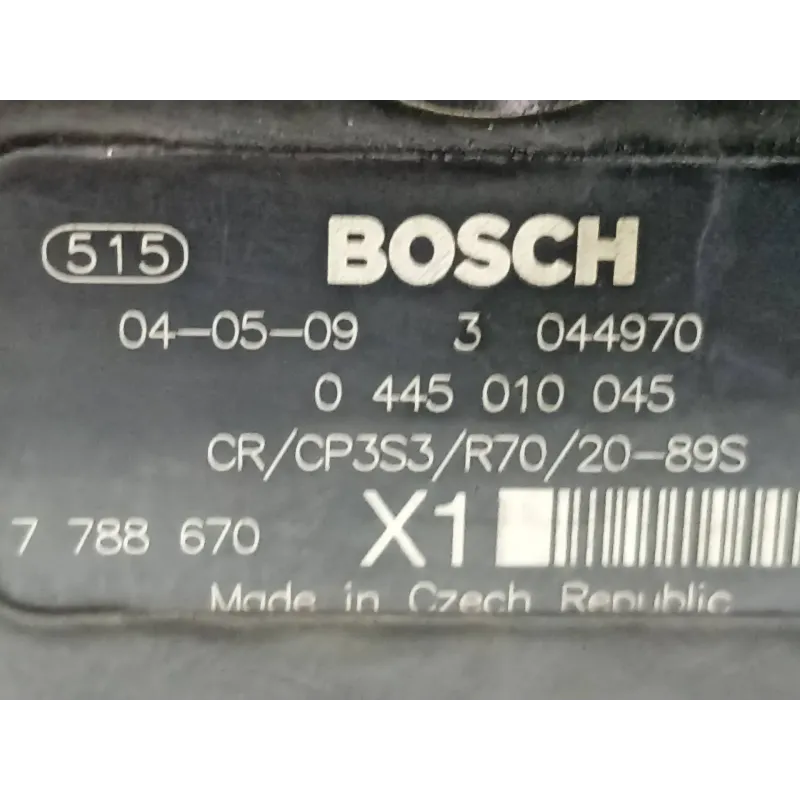 515 BOSCH
04-05-09 3 044970
0 445 010 045
CR/CP3S3/R70/20-89S
7 788 670 X1
Made in Czech Republic